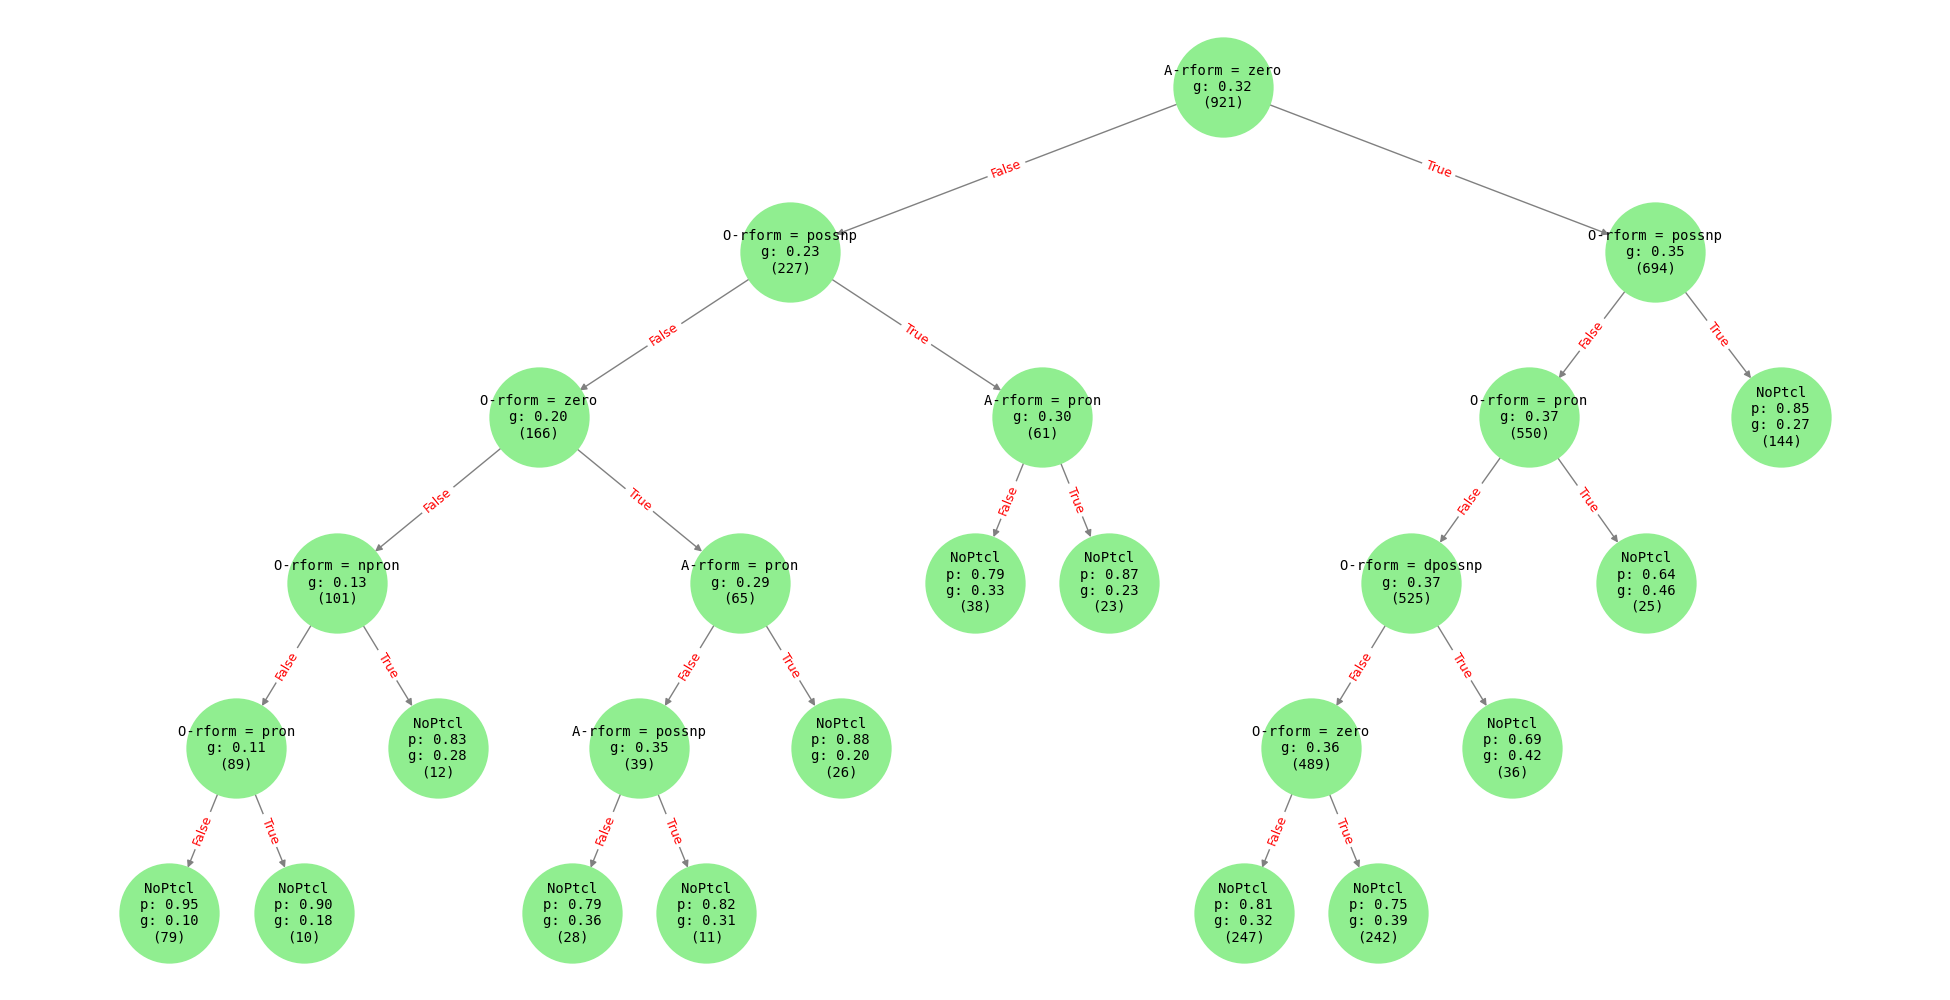 A-rform = zero
g: 0.32
(921)
False
True
O-rform = possnp
g: 0.23
(227)
O-rform = possnp
g: 0.35
(694)
False
True
False
True
O-rform = zero
g: 0.20
(166)
A-rform = pron
g: 0.30
(61)
O-rform = pron
g: 0.37
(550)
NoPtcl
p: 0.85
g: 0.27
(144)
False
True
False
True
False
True
O-rform = npron
g: 0.13
(101)
A-rform = pron
g: 0.29
(65)
NoPtcl
p: 0.79
g: 0.33
(38)
NoPtcl
p: 0.87
g: 0.23
(23)
O-rform = dpossnp
g: 0.37
(525)
NoPtcl
p: 0.64
g: 0.46
(25)
False
True
False
True
False
True
O-rform = pron
g: 0.11
(89)
NoPtcl
p: 0.83
g: 0.28
(12)
A-rform = possnp
g: 0.35
(39)
NoPtcl
p: 0.88
g: 0.20
(26)
O-rform = zero
g: 0.36
(489)
NoPtcl
p: 0.69
g: 0.42
(36)
False
True
False
True
False
True
NoPtcl
p: 0.95
g: 0.10
(79)
NoPtcl
p: 0.90
g: 0.18
(10)
NoPtcl
p: 0.79
g: 0.36
(28)
NoPtcl
p: 0.82
g: 0.31
(11)
NoPtcl
p: 0.81
g: 0.32
(247)
NoPtcl
p: 0.75
g: 0.39
(242)